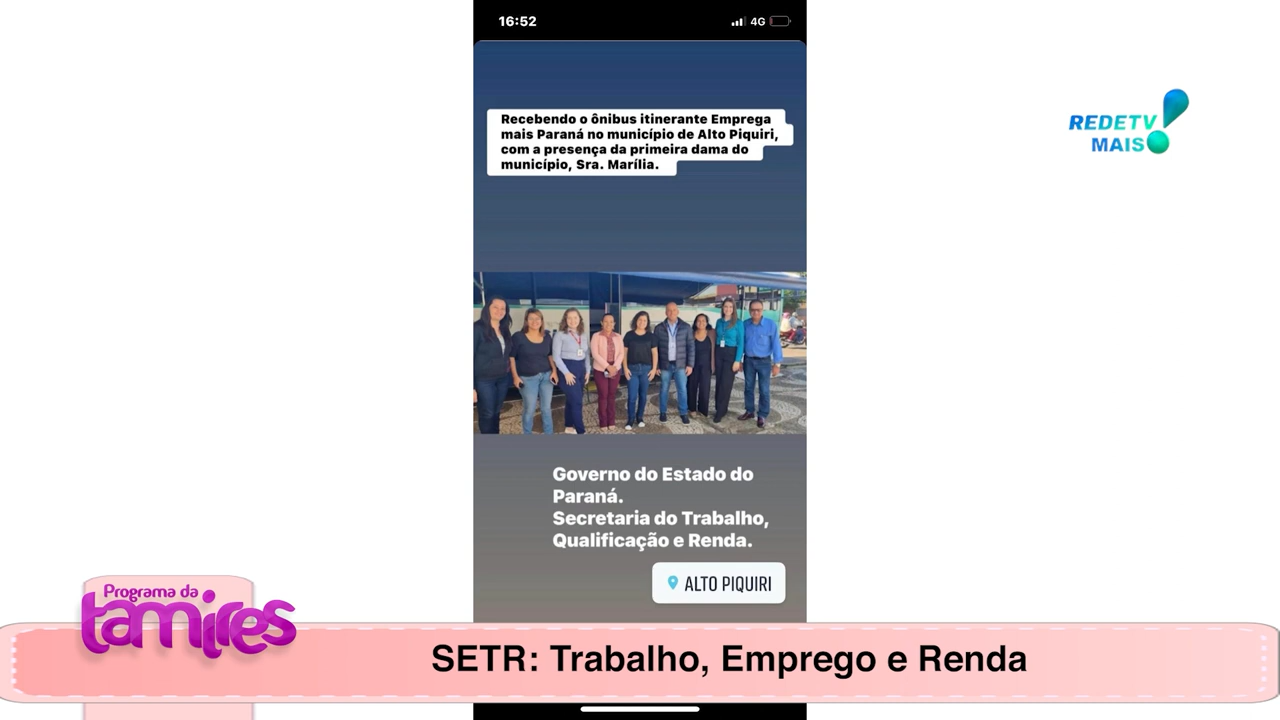 16:52
4G
Recebendo o ônibus itinerante Emprega
mais Paraná no município de Alto Piquiri,
com a presença da primeira dama do
município, Sra. Marília.
REDETV
MAIS
Governo do Estado do
Paraná.
Secretaria do Trabalho,
Qualificação e Renda.
ALTO PIQUIRI
Programa da
tamires
SETR: Trabalho, Emprego e Renda